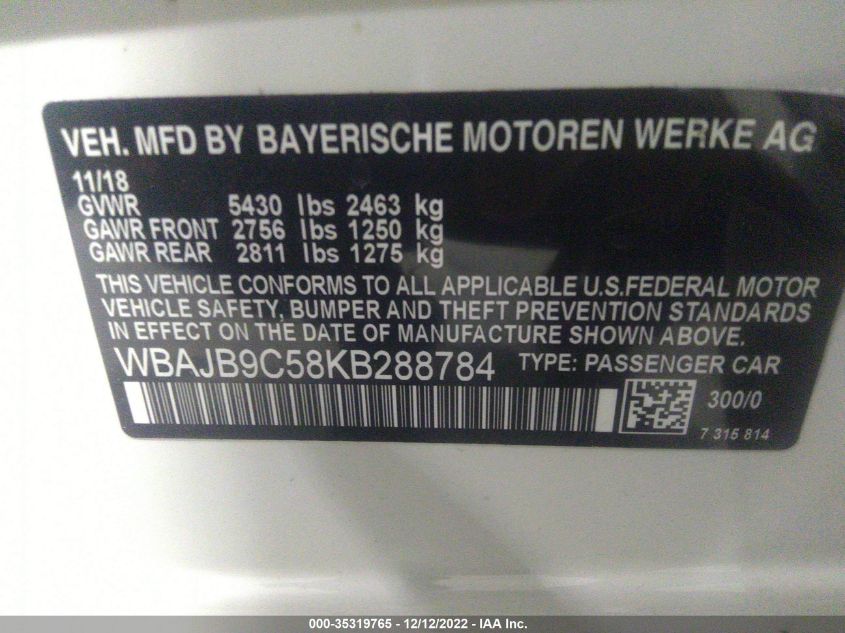 VEH. MFD BY BAYERISCHE MOTOREN WERKE AG
11/18
GVWR 5430 lbs 2463 kg
GAWR FRONT 2756 lbs 1250 kg
GAWR REAR 2811 lbs 1275 kg
THIS VEHICLE CONFORMS TO ALL APPLICABLE U.S.FEDERAL MOTOR
VEHICLE SAFETY, BUMPER AND THEFT PREVENTION STANDARDS
IN EFFECT ON THE DATE OF MANUFACTURE SHOWN ABOVE.
WBAJB9C58KB288784 TYPE: PASSENGER CAR
300/0
7 315 814
000-35319765 - 12/12/2022 - IAA Inc.